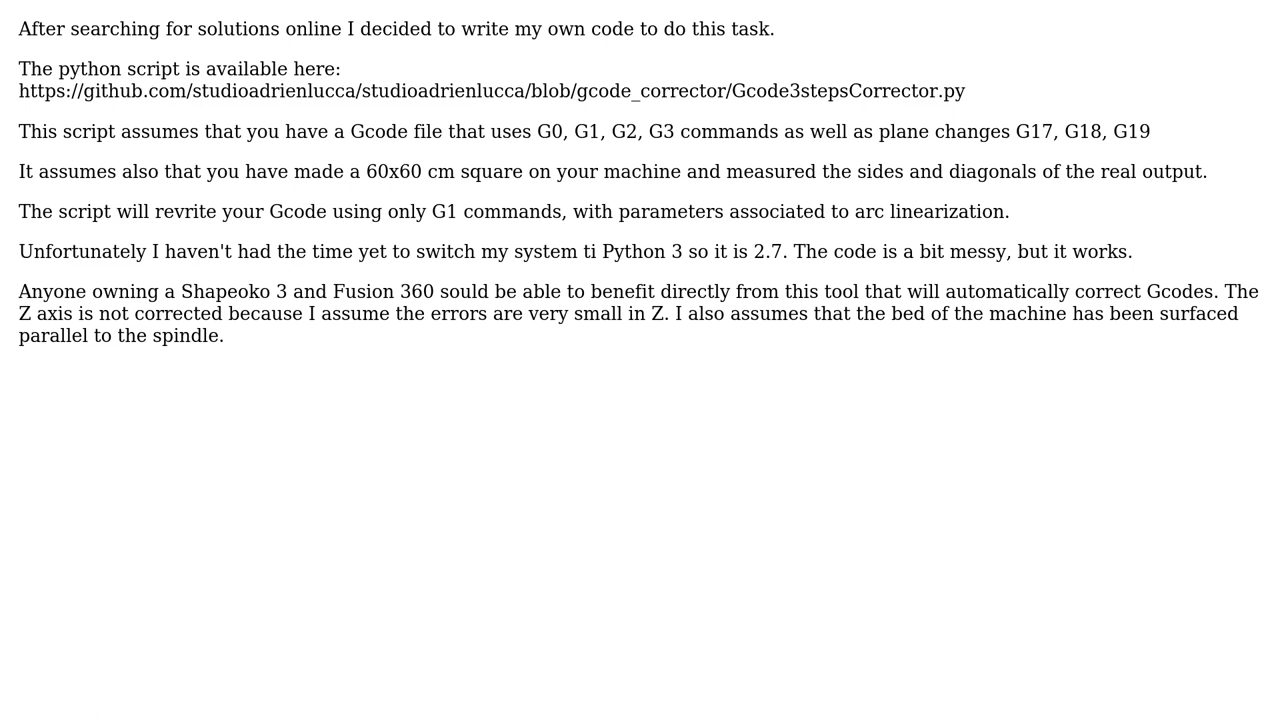 After searching for solutions online I decided to write my own code to do this task.
The python script is available here:
https://github.com/studioadrienlucca/studioadrienlucca/blob/gcode_corrector/Gcode3stepsCorrector.py
This script assumes that you have a Gcode file that uses G0, G1, G2, G3 commands as well as plane changes G17, G18, G19
It assumes also that you have made a 60x60 cm square on your machine and measured the sides and diagonals of the real output.
The script will revrite your Gcode using only G1 commands, with parameters associated to arc linearization.
Unfortunately I haven't had the time yet to switch my system ti Python 3 so it is 2.7. The code is a bit messy, but it works.
Anyone owning a Shapeoko 3 and Fusion 360 sould be able to benefit directly from this tool that will automatically correct Gcodes. The
Z axis is not corrected because I assume the errors are very small in Z. I also assumes that the bed of the machine has been surfaced
parallel to the spindle.